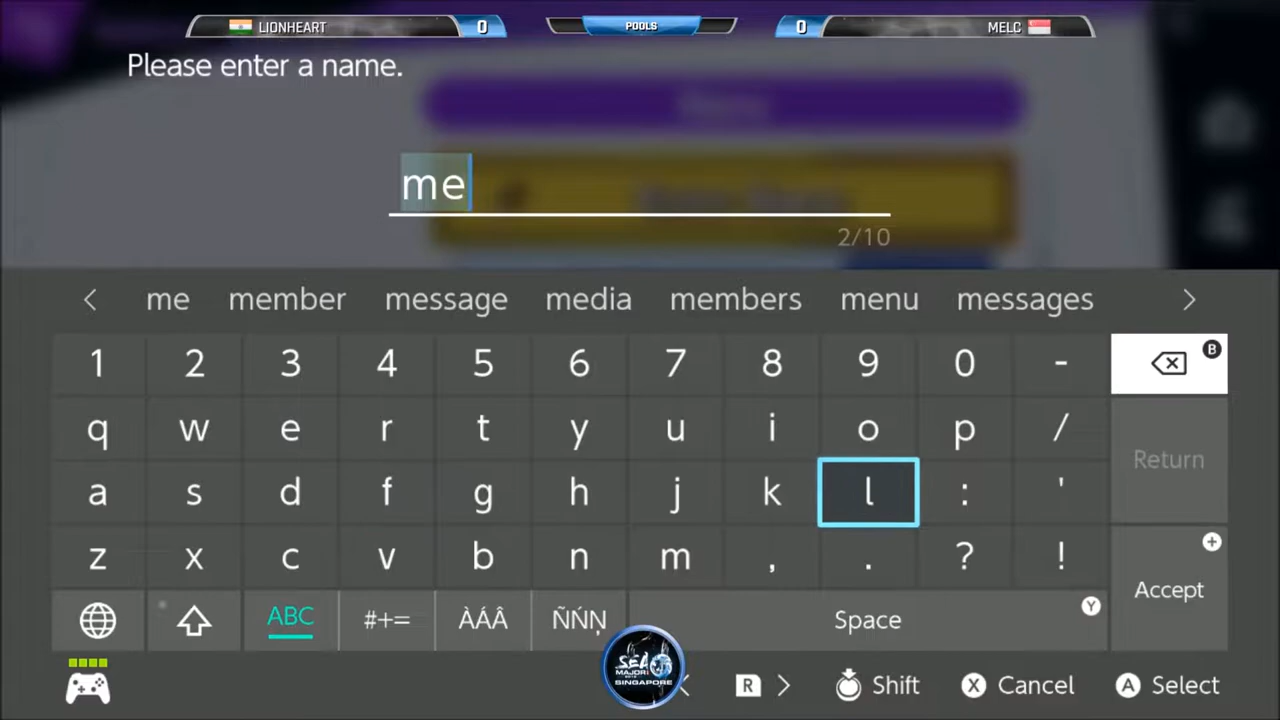 LIONHEART 0 POOLS 0 MELC
Please enter a name.
me
2/10
me member message media members menu messages
1 2 3 4 5 6 7 8 9 0 - B
q w e r t y u i o p /
Return
a s d f g h j k l : '
z x c v b n m , . ? ! +
Accept
ABC #+= ÀÁÂ ÑŃŅ Space Y
SEA
MAJOR
SINGAPORE
R Shift X Cancel A Select